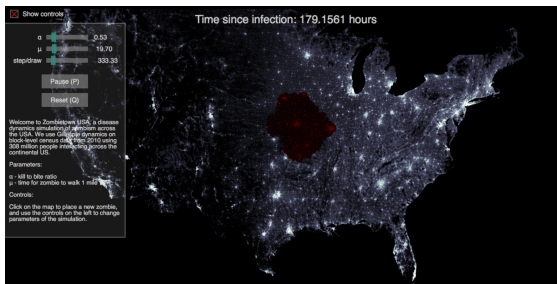 Show controls
Time since infection: 179.1561 hours
α 0.53
μ 19.70
step/draw 333.33
Pause (P)
Reset (Q)
Welcome to Zombietown USA, a disease
dynamics simulation of zombism across
the USA. We use Gillespie dynamics on
block-level census data from 2010 using
308 million people interacting across the
continental US.
Parameters:
α - kill to bite ratio
μ - time for zombie to walk 1 mile
Controls:
Click on the map to place a new zombie,
and use the controls on the left to change
parameters of the simulation.